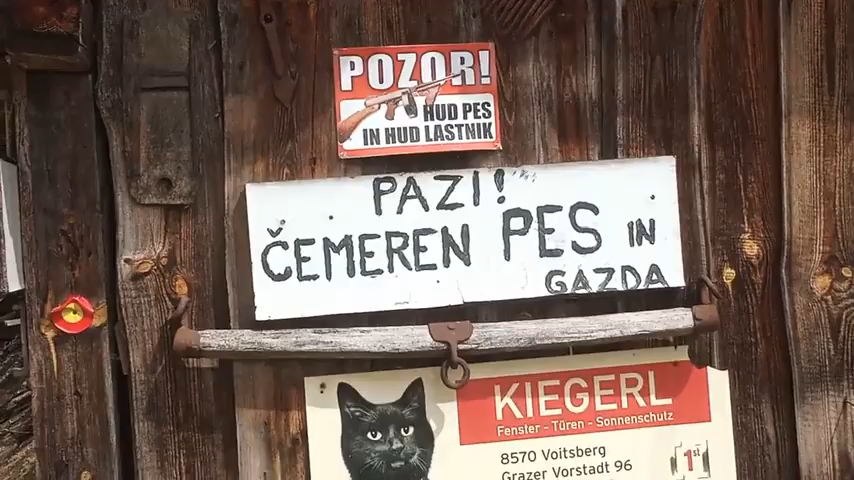 POZOR!
HUD PES
IN HUD LASTNIK
PAZI!
ČEMEREN PES IN
GAZDA
KIEGERL
Fenster - Türen - Sonnenschutz
8570 Voitsberg
Grazer Vorstadt 96
1st